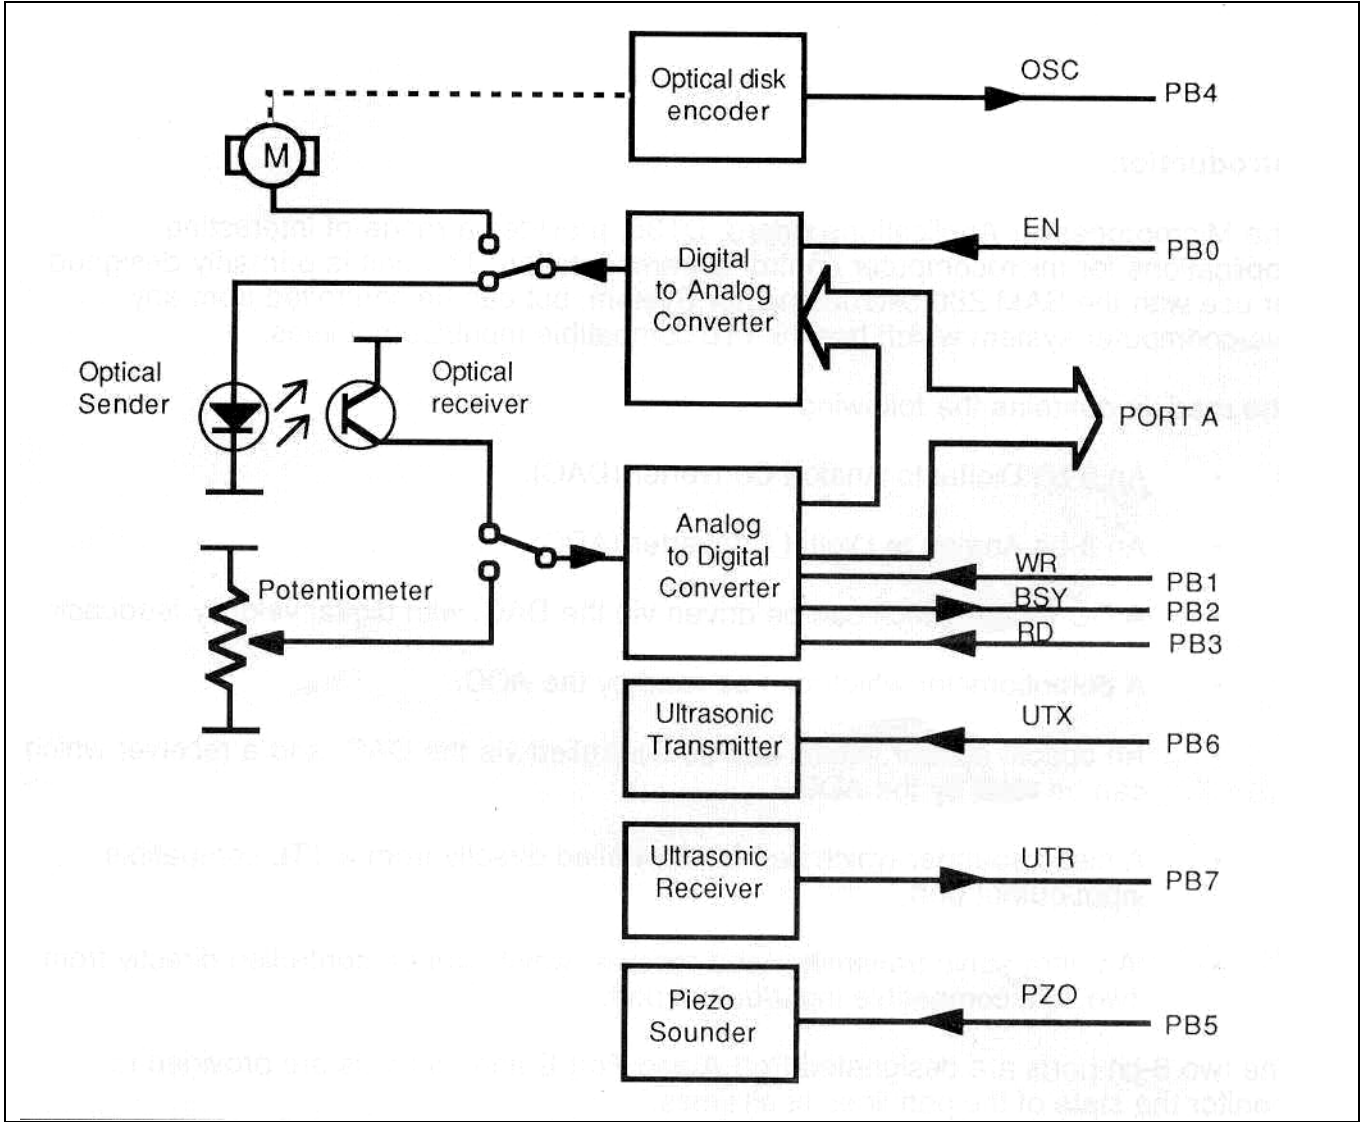 Optical disk
encoder
OSC
PB4
M
Digital
to Analog
Converter
EN
PB0
Optical
Sender
Optical
receiver
PORT A
Analog
to Digital
Converter
WR
PB1
BSY
PB2
RD
PB3
Potentiometer
Ultrasonic
Transmitter
UTX
PB6
Ultrasonic
Receiver
UTR
PB7
Piezo
Sounder
PZO
PB5